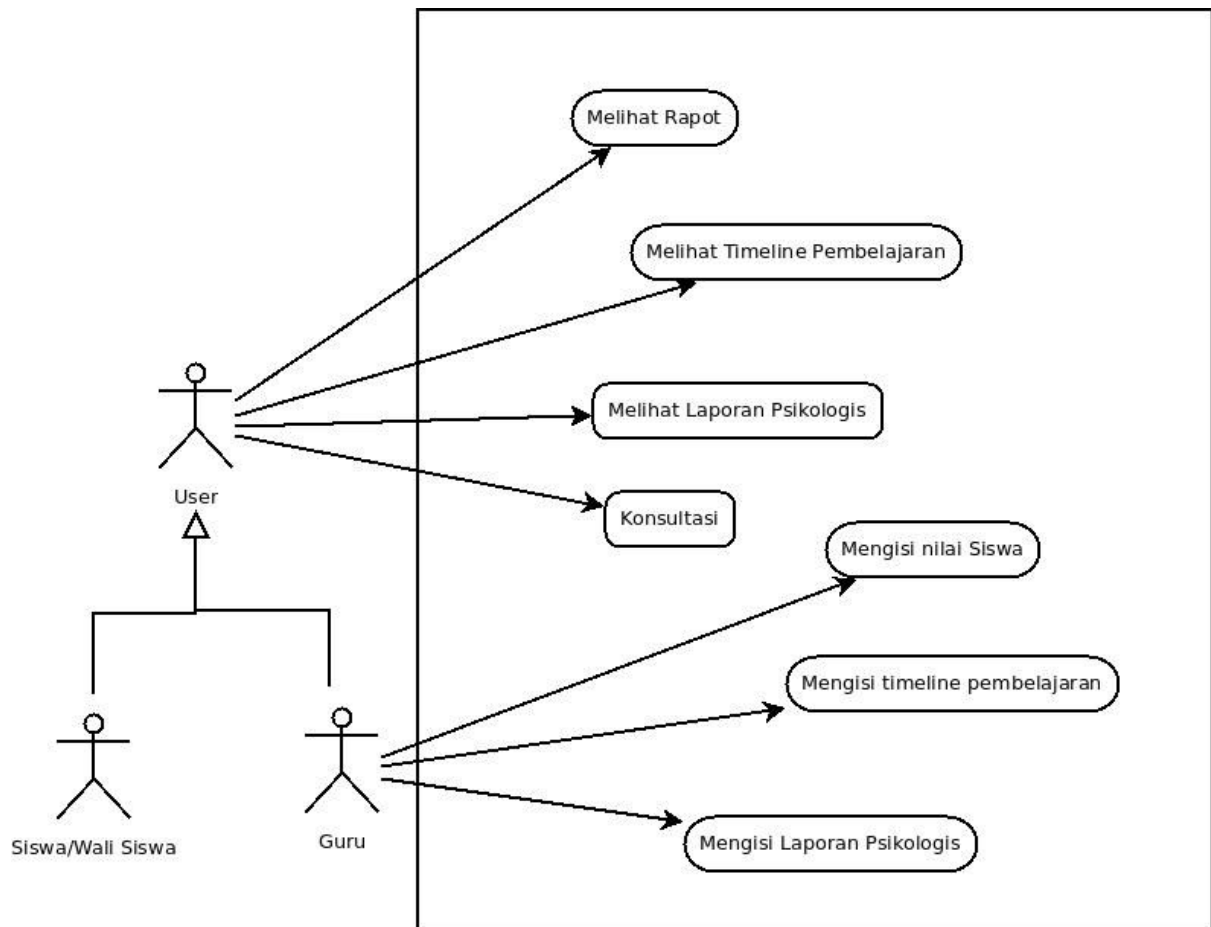 Melihat Rapot
Melihat Timeline Pembelajaran
Melihat Laporan Psikologis
User
Konsultasi
Mengisi nilai Siswa
Mengisi timeline pembelajaran
Siswa/Wali Siswa
Guru
Mengisi Laporan Psikologis